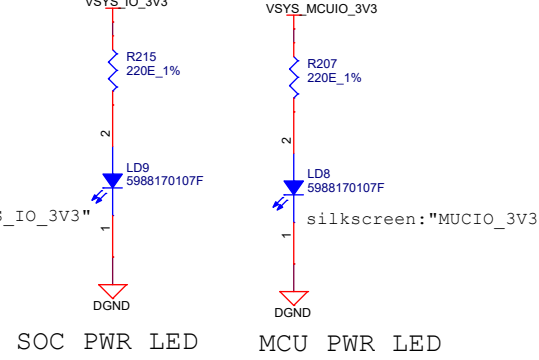 VSYS_IO_3V3
R215
220E_1%
2
LD9
5988170107F
S_IO_3V3"
1
DGND
SOC PWR LED
VSYS_MCUIO_3V3
R207
220E_1%
2
LD8
5988170107F
silkscreen:"MUCIO_3V3
1
DGND
MCU PWR LED